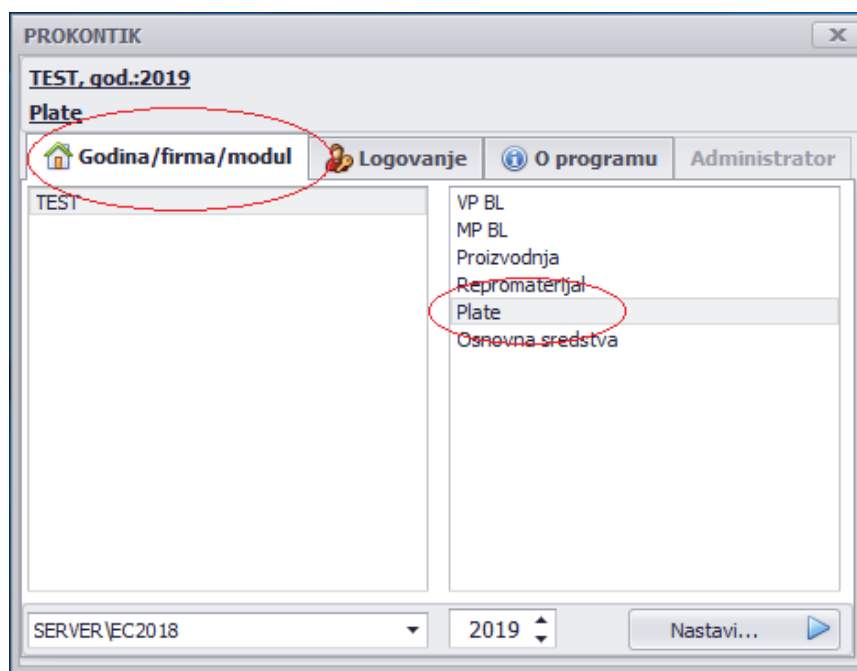 PROKONTIK
TEST, god.:2019
Plate
Godina/firma/modul Logovanje O programu Administrator
TEST
VP BL
MP BL
Proizvodnja
Repromaterijal
Plate
Osnovna sredstva
SERVER\EC2018 2019 Nastavi...